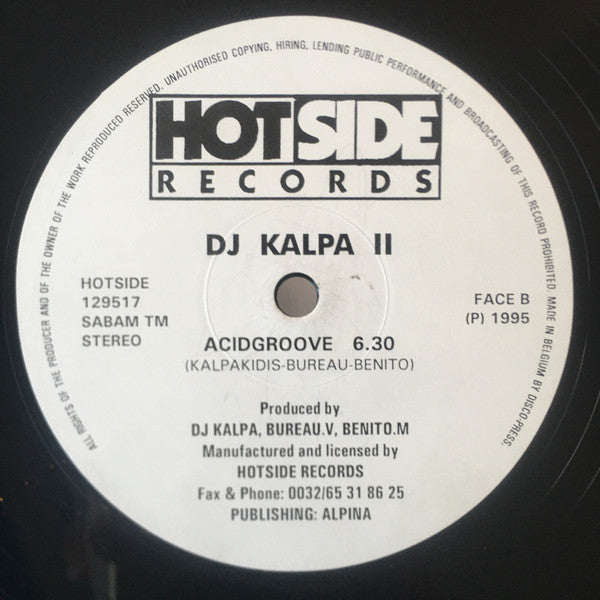 ALL RIGHTS OF THE PRODUCER AND OF THE OWNER OF THE WORK REPRODUCED RESERVED. UNAUTHORISED COPYING, HIRING, LENDING PUBLIC PERFORMANCE AND BROADCASTING OF THIS RECORD PROHIBITED. MADE IN BELGIUM BY DISCO-PRESS.
HOTSIDE
RECORDS
DJ KALPA II
HOTSIDE
129517
SABAM TM
STEREO
FACE B
(P) 1995
ACIDGROOVE 6.30
(KALPAKIDIS-BUREAU-BENITO)
Produced by
DJ KALPA, BUREAU.V, BENITO.M
Manufactured and licensed by
HOTSIDE RECORDS
Fax & Phone: 0032/65 31 86 25
PUBLISHING: ALPINA